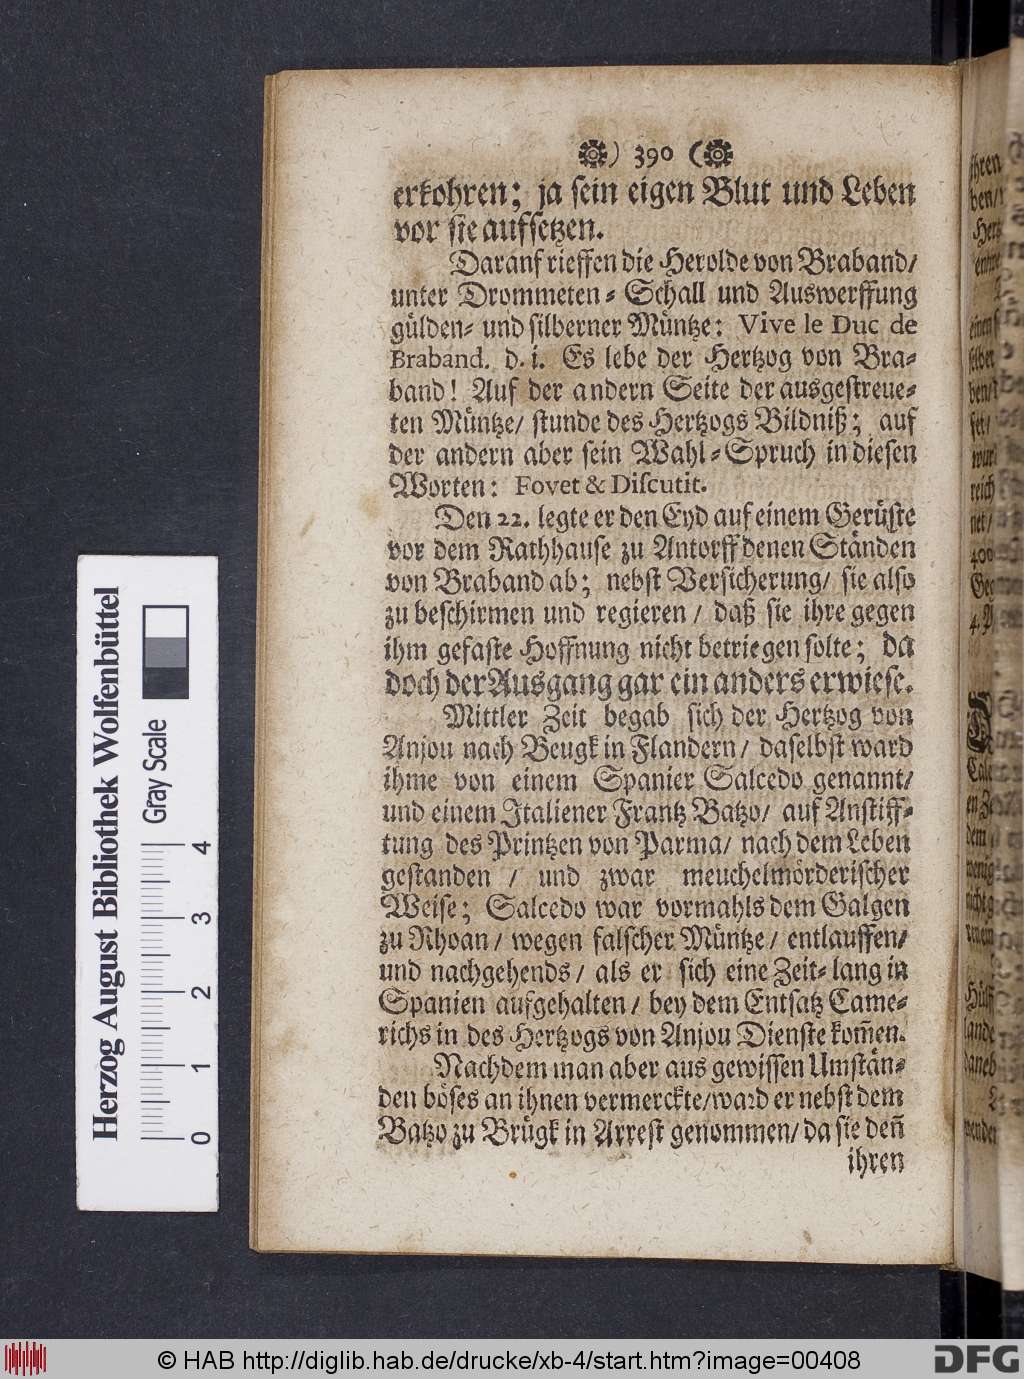 ) 390 (
erkohren; ja sein eigen Blut und Leben
vor sie aufsetzen.
Darauf rieffen die Herolde von Braband/
unter Drommeten-Schall und Auswerffung
gülden- und silberner Müntze: Vive le Duc de
Braband. d. i. Es lebe der Hertzog von Bra-
band! Auf der andern Seite der ausgestreue-
ten Müntze/ stunde des Hertzogs Bildniß; auf
der andern aber sein Wahl-Spruch in diesen
Worten: Fovet & Discutit.
Den 22. legte er den Eyd auf einem Gerüste
vor dem Rathhause zu Antorff denen Ständen
von Braband ab; nebst Versicherung/ sie also
zu beschirmen und regieren/ daß sie ihre gegen
ihm gefaste Hoffnung nicht betriegen solte; da
doch der Ausgang gar ein anders erwiese.
Mittler Zeit begab sich der Hertzog von
Anjou nach Beugk in Flandern/ daselbst ward
ihme von einem Spanier Salcedo genannt/
und einem Italiener Frantz Batzo/ auf Anstiff-
tung des Printzen von Parma/ nach dem Leben
gestanden/ und zwar meuchelmörderischer
Weise; Salcedo war vormahls dem Galgen
zu Rhoan/ wegen falscher Müntze/ entlauffen/
und nachgehends/ als er sich eine Zeit-lang in
Spanien aufgehalten/ bey dem Entsatz Came-
richs in des Hertzogs von Anjou Dienste kom̃en.
Nachdem man aber aus gewissen Umstän-
den böses an ihnen vermerckte/ ward er nebst dem
Batzo zu Brügk in Arrest genommen/ da sie den̄
ihren
Herzog August Bibliothek Wolfenbüttel
Gray Scale
0 1 2 3 4
© HAB http://diglib.hab.de/drucke/xb-4/start.htm?image=00408
DFG